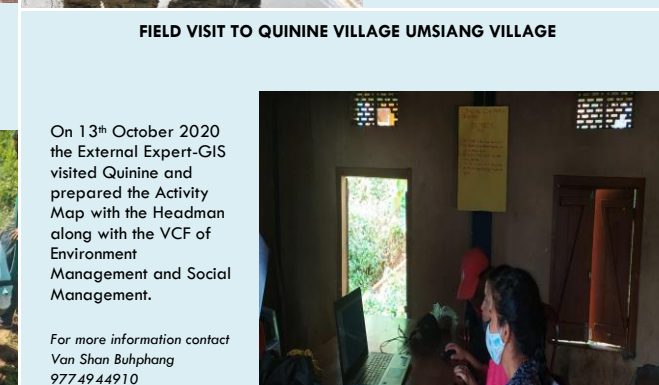 FIELD VISIT TO QUININE VILLAGE UMSIANG VILLAGE
On 13th October 2020
the External Expert-GIS
visited Quinine and
prepared the Activity
Map with the Headman
along with the VCF of
Environment
Management and Social
Management.
For more information contact
Van Shan Buhphang
9774944910